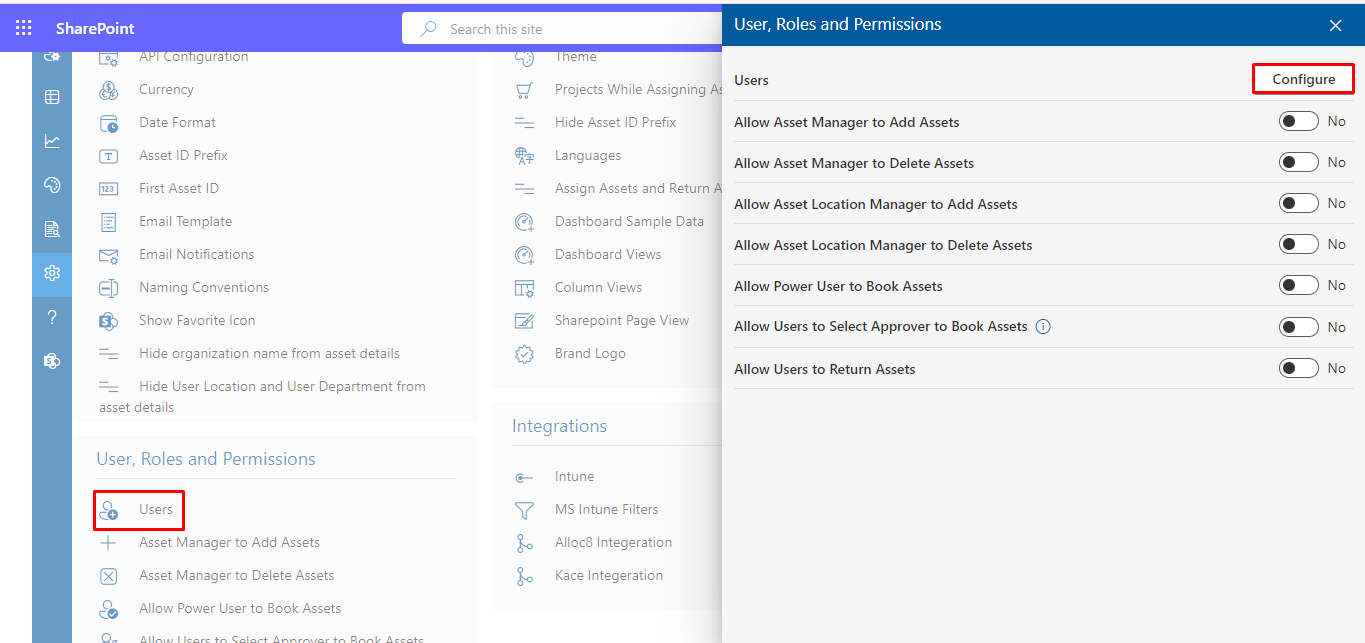 SharePoint
Search this site
API Configuration
Currency
Date Format
Asset ID Prefix
First Asset ID
Email Template
Email Notifications
Naming Conventions
Show Favorite Icon
Hide organization name from asset details
Hide User Location and User Department from
asset details
User, Roles and Permissions
Users
Asset Manager to Add Assets
Asset Manager to Delete Assets
Allow Power User to Book Assets
Allow Users to Select Approver to Book Assets
Theme
Projects While Assigning As
Hide Asset ID Prefix
Languages
Assign Assets and Return A
Dashboard Sample Data
Dashboard Views
Column Views
Sharepoint Page View
Brand Logo
Integrations
Intune
MS Intune Filters
Alloc8 Integeration
Kace Integeration
User, Roles and Permissions
Users
Configure
Allow Asset Manager to Add Assets No
Allow Asset Manager to Delete Assets No
Allow Asset Location Manager to Add Assets No
Allow Asset Location Manager to Delete Assets No
Allow Power User to Book Assets No
Allow Users to Select Approver to Book Assets No
Allow Users to Return Assets No